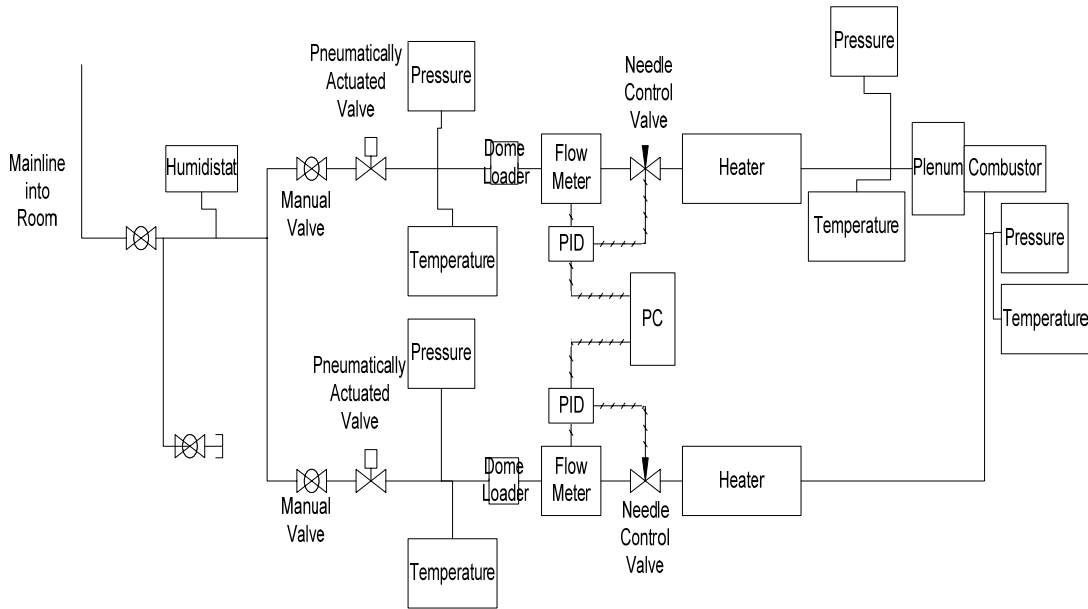 Mainline
into
Room
Humidistat
Pneumatically
Actuated
Valve
Manual
Valve
Pressure
Temperature
Dome
Loader
Flow
Meter
PID
Needle
Control
Valve
Heater
Pressure
Temperature
Plenum
Combustor
Pressure
Temperature
PC
Pneumatically
Actuated
Valve
Manual
Valve
Pressure
Temperature
Dome
Loader
PID
Flow
Meter
Needle
Control
Valve
Heater